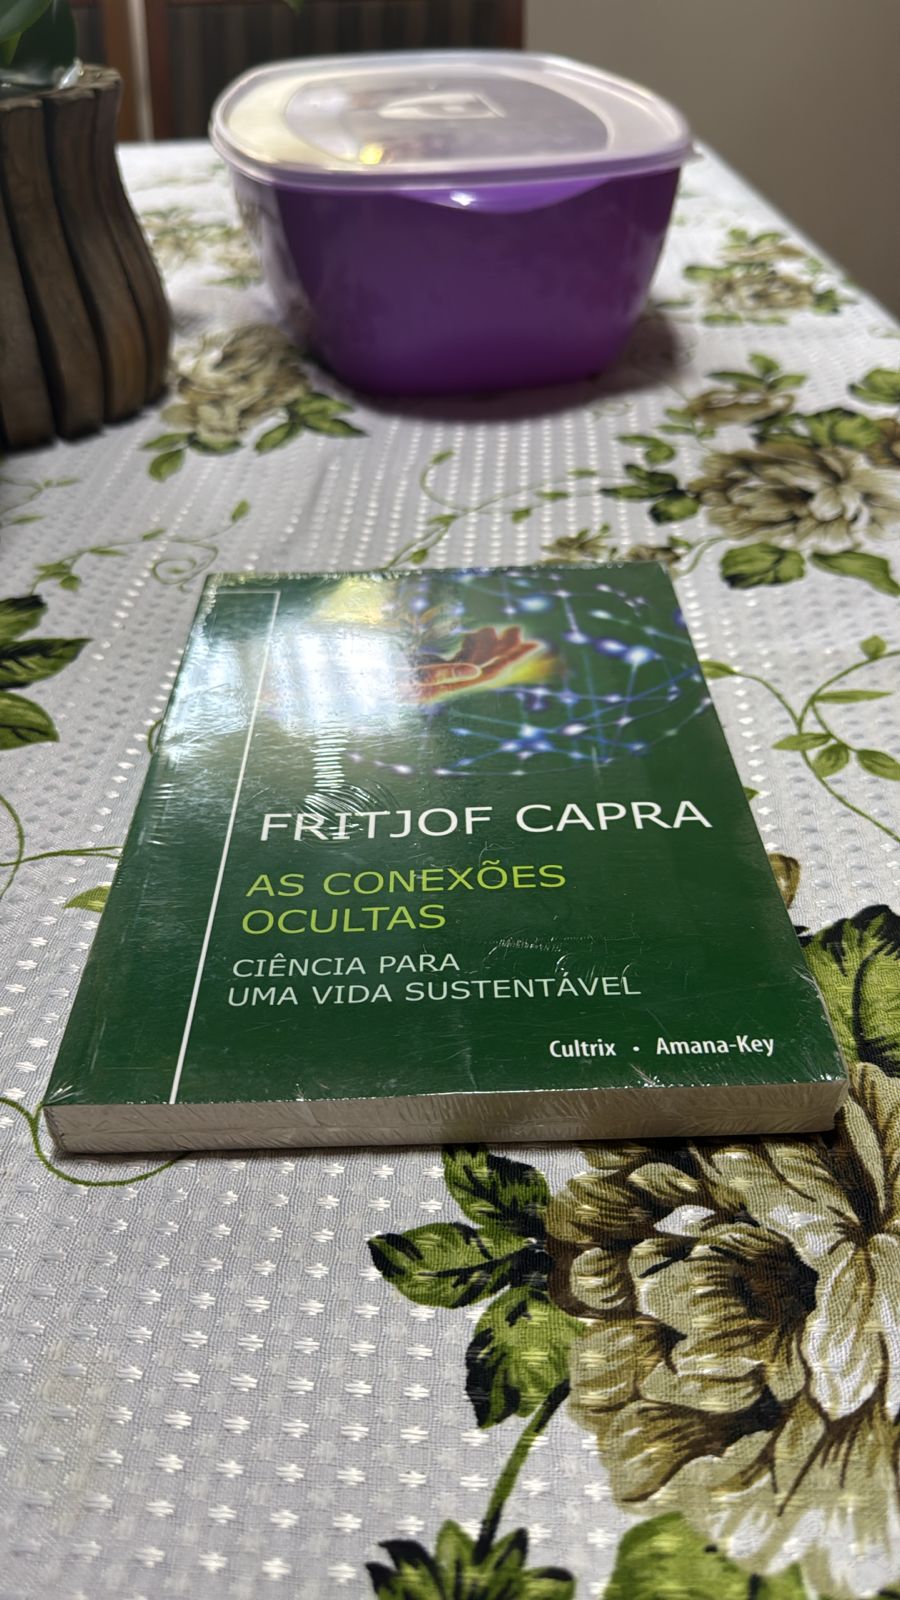 FRITJOF CAPRA
AS CONEXÕES
OCULTAS
CIÊNCIA PARA
UMA VIDA SUSTENTÁVEL
Cultrix • Amana-Key